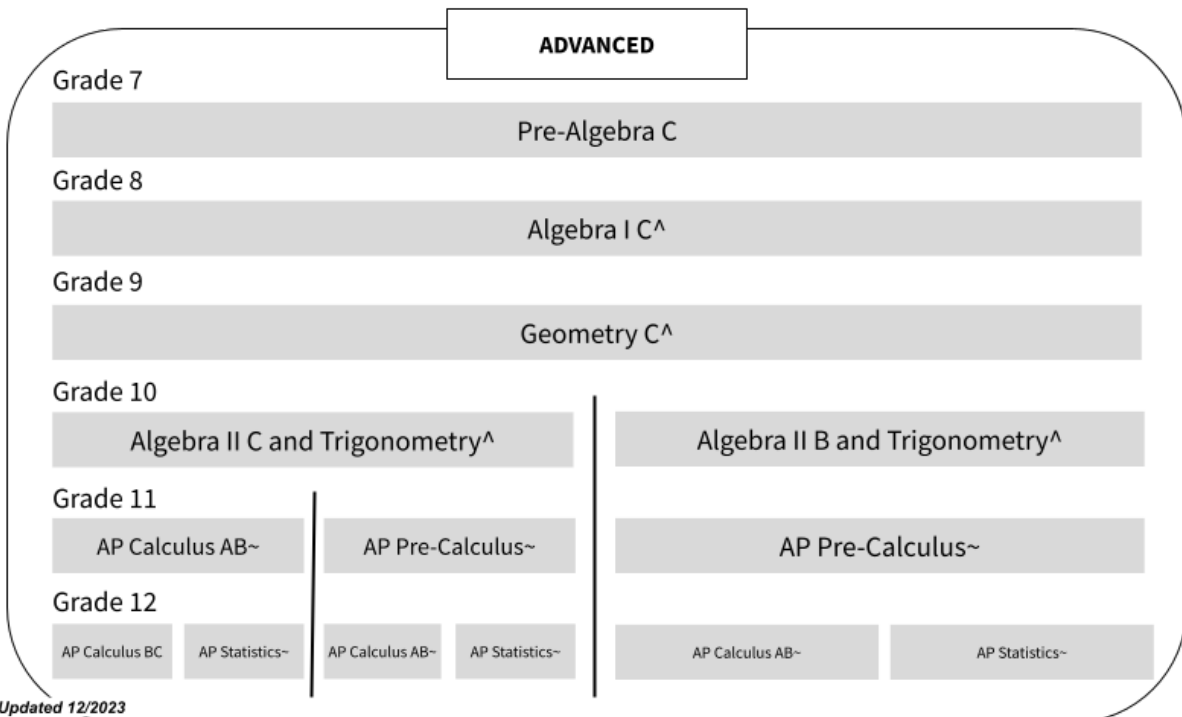 ADVANCED
Grade 7
Pre-Algebra C
Grade 8
Algebra I C^
Grade 9
Geometry C^
Grade 10
Algebra II C and Trigonometry^
Algebra II B and Trigonometry^
Grade 11
AP Calculus AB~
AP Pre-Calculus~
AP Pre-Calculus~
Grade 12
AP Calculus BC
AP Statistics~
AP Calculus AB~
AP Statistics~
AP Calculus AB~
AP Statistics~
Updated 12/2023